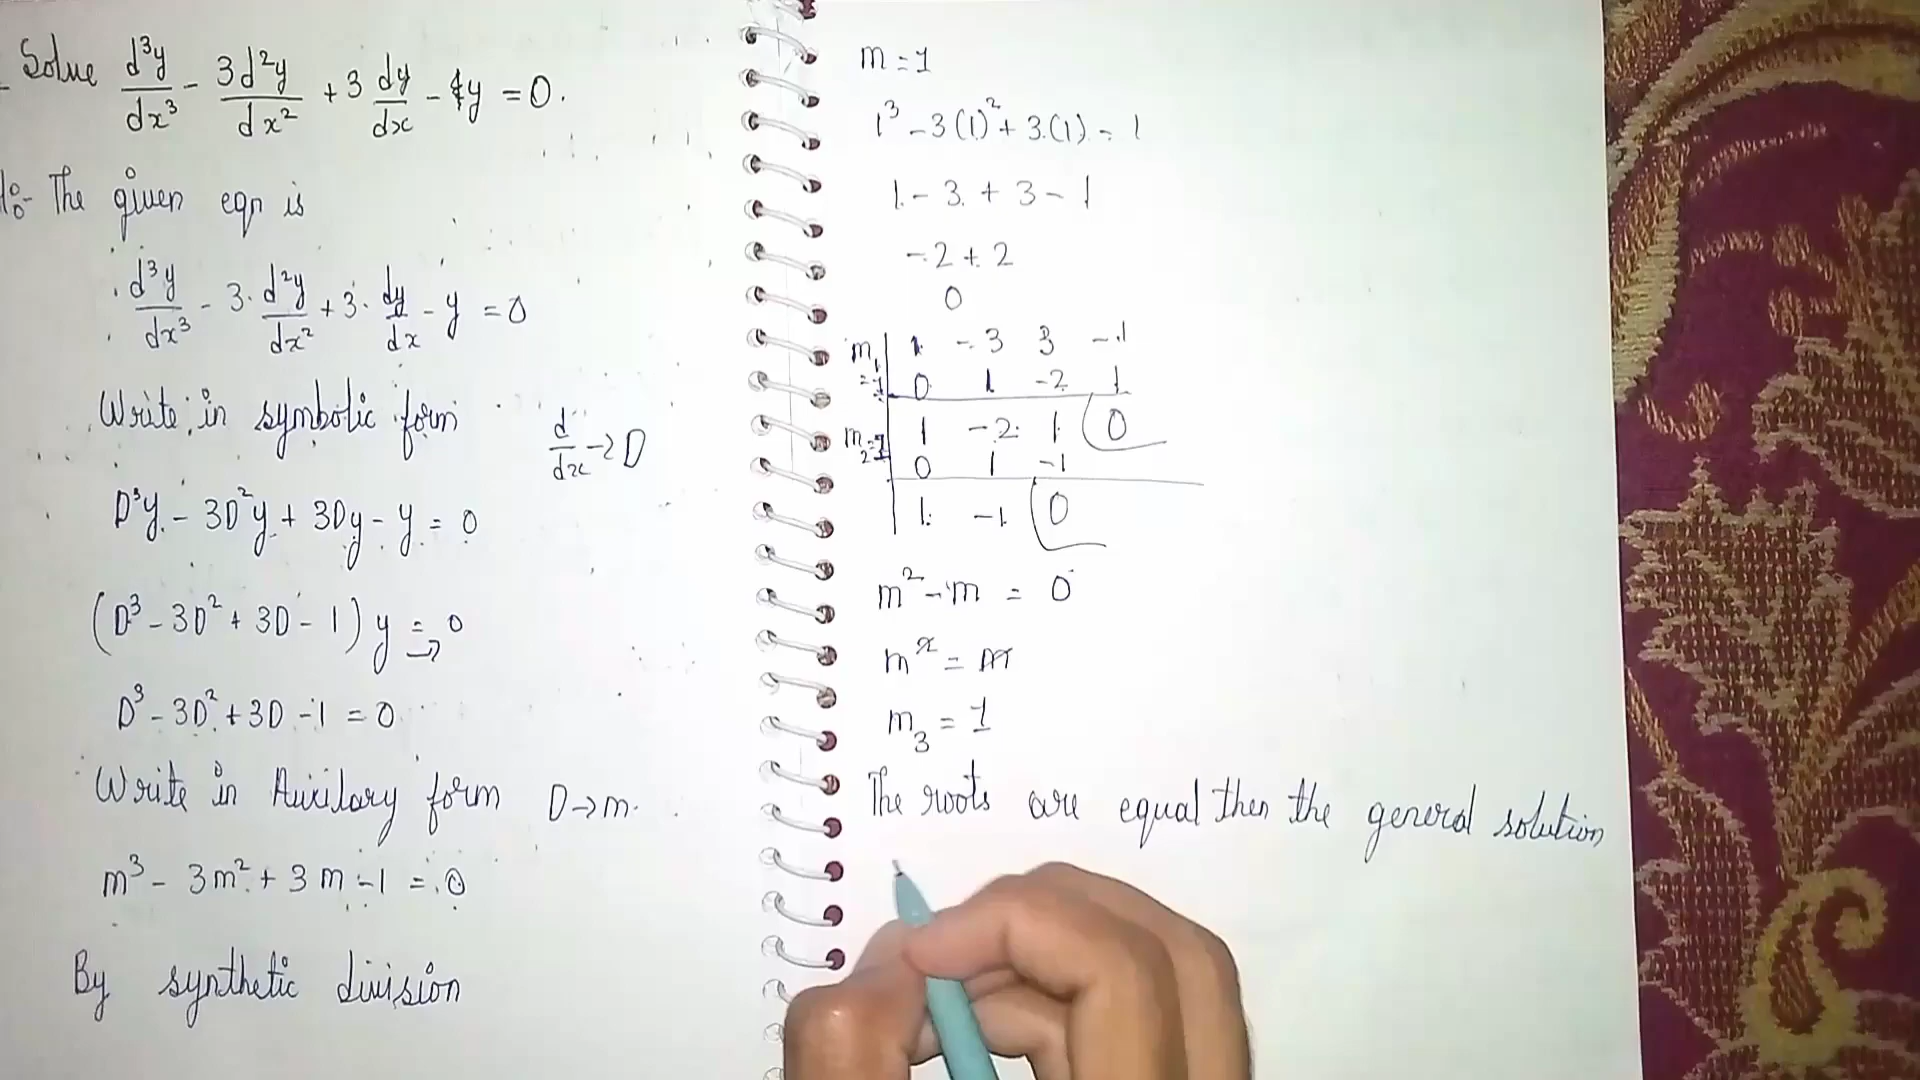 Solve d³y/dx³ - 3d²y/dx² + 3 dy/dx - y = 0.
The given eqn is
d³y/dx³ - 3. d²y/dx² + 3. dy/dx - y = 0
Write in symbolic form
d/dx → D
D³y - 3D²y + 3Dy - y = 0
(D³ - 3D² + 3D - 1) y = 0
→
D³ - 3D² + 3D - 1 = 0
Write in Auxilary form D → m.
m³ - 3m² + 3m - 1 = 0
By synthetic division
m = 1
1³ - 3(1)² + 3.(1) - 1
1 - 3 + 3 - 1
-2 + 2
0
m₁ = 1 | 1 -3 3 -1
0 1 -2 1
m₂ = 1 | 1 -2 1 0
0 1 -1
1 -1 0
m² - m = 0
m² = m
m₃ = 1
The roots are equal then the general solution